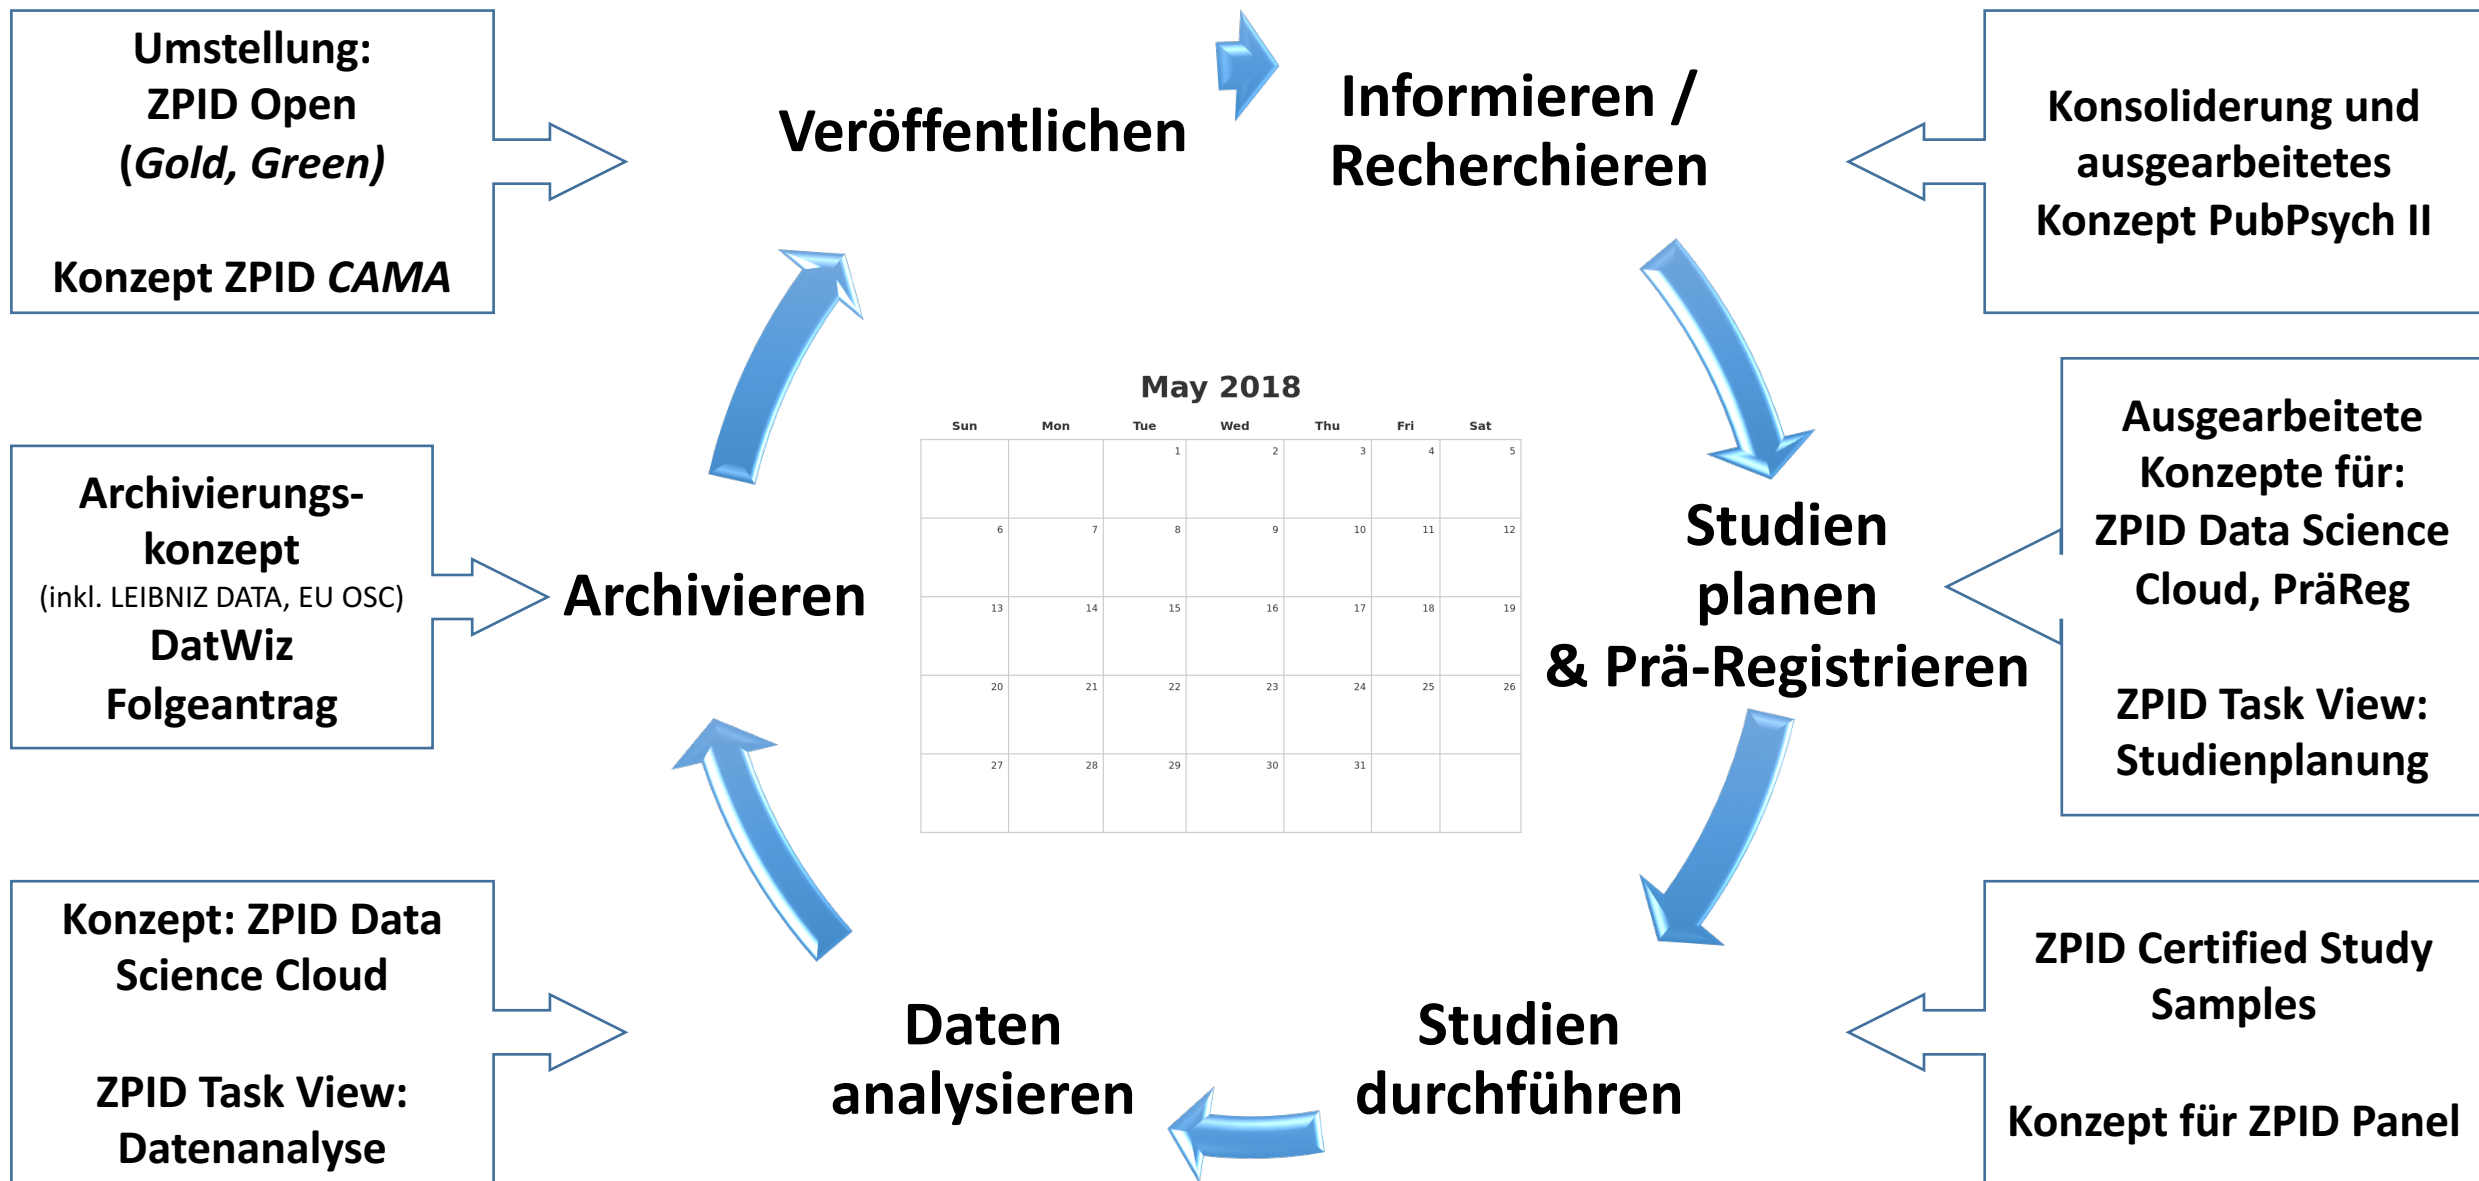 Umstellung:
ZPID Open
(Gold, Green)
Konzept ZPID CAMA
Veröffentlichen
Informieren /
Recherchieren
Konsoliderung und
ausgearbeitetes
Konzept PubPsych II
Archivierungs-
konzept
(inkl. LEIBNIZ DATA, EU OSC)
DatWiz
Folgeantrag
Archivieren
May 2018
Sun Mon Tue Wed Thu Fri Sat
1 2 3 4 5
6 7 8 9 10 11 12
13 14 15 16 17 18 19
20 21 22 23 24 25 26
27 28 29 30 31
Studien
planen
& Prä-Registrieren
Ausgearbeitete
Konzepte für:
ZPID Data Science
Cloud, PräReg
ZPID Task View:
Studienplanung
Konzept: ZPID Data
Science Cloud
ZPID Task View:
Datenanalyse
Daten
analysieren
Studien
durchführen
ZPID Certified Study
Samples
Konzept für ZPID Panel